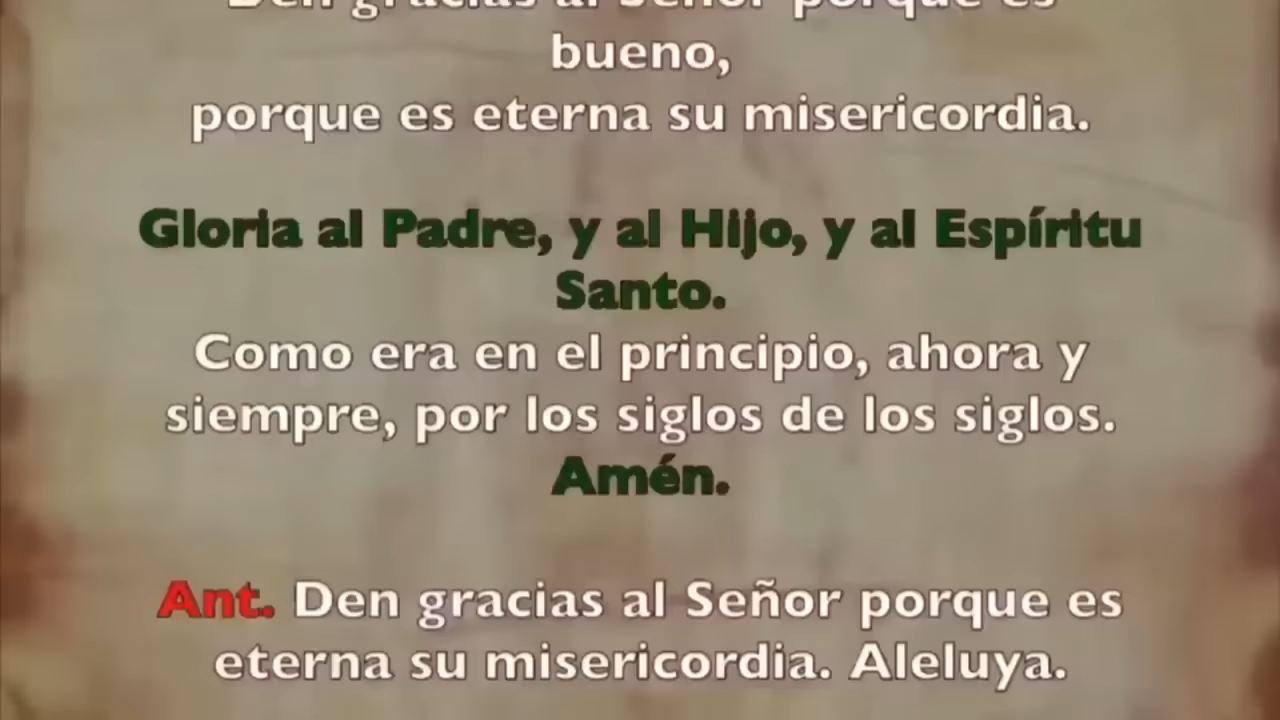 Den gracias al Señor porque es
bueno,
porque es eterna su misericordia.
Gloria al Padre, y al Hijo, y al Espíritu
Santo.
Como era en el principio, ahora y
siempre, por los siglos de los siglos.
Amén.
Ant. Den gracias al Señor porque es
eterna su misericordia. Aleluya.